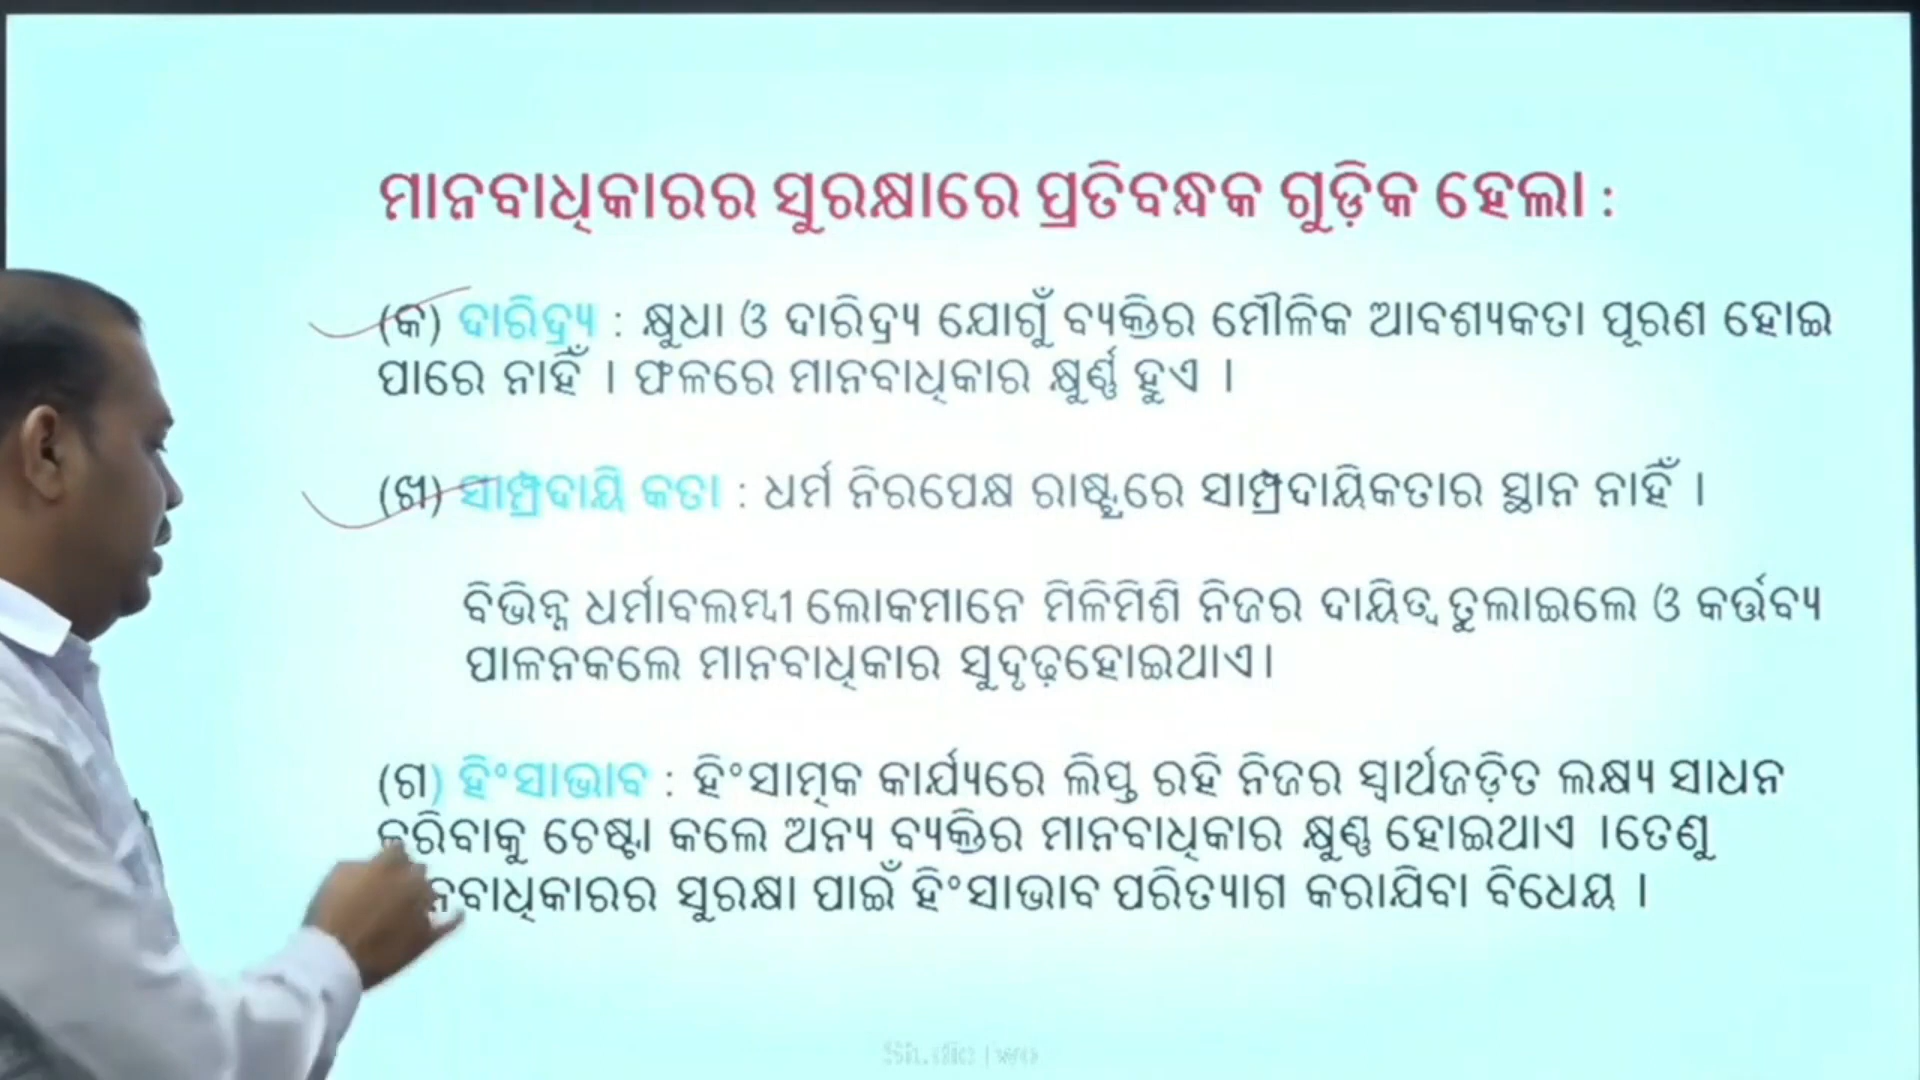 ମାନବାଧିକାରର ସୁରକ୍ଷାରେ ପ୍ରତିବନ୍ଧକ ଗୁଡ଼ିକ ହେଲା :
(କ) ଦାରିଦ୍ର୍ୟ : କ୍ଷୁଧା ଓ ଦାରିଦ୍ର୍ୟ ଯୋଗୁଁ ବ୍ୟକ୍ତିର ମୌଳିକ ଆବଶ୍ୟକତା ପୂରଣ ହୋଇ
ପାରେ ନାହିଁ । ଫଳରେ ମାନବାଧିକାର କ୍ଷୁର୍ଣ୍ଣ ହୁଏ ।
(ଖ) ସାମ୍ପ୍ରଦାୟି କତା : ଧର୍ମ ନିରପେକ୍ଷ ରାଷ୍ଟ୍ରରେ ସାମ୍ପ୍ରଦାୟିକତାର ସ୍ଥାନ ନାହିଁ ।
ବିଭିନ୍ନ ଧର୍ମାବଲମ୍ବୀ ଲୋକମାନେ ମିଳିମିଶି ନିଜର ଦାୟିତ୍ୱ ତୁଲାଇଲେ ଓ କର୍ତ୍ତବ୍ୟ
ପାଳନକଲେ ମାନବାଧିକାର ସୁଦୃଢ଼ହୋଇଥାଏ।
(ଗ) ହିଂସାଭାବ : ହିଂସାତ୍ମକ କାର୍ଯ୍ୟରେ ଲିପ୍ତ ରହି ନିଜର ସ୍ୱାର୍ଥଜଡ଼ିତ ଲକ୍ଷ୍ୟ ସାଧନ
କରିବାକୁ ଚେଷ୍ଟା କଲେ ଅନ୍ୟ ବ୍ୟକ୍ତିର ମାନବାଧିକାର କ୍ଷୁଣ୍ଣ ହୋଇଥାଏ ।ତେଣୁ
ନବାଧିକାରର ସୁରକ୍ଷା ପାଇଁ ହିଂସାଭାବ ପରିତ୍ୟାଗ କରାଯିବା ବିଧେୟ ।